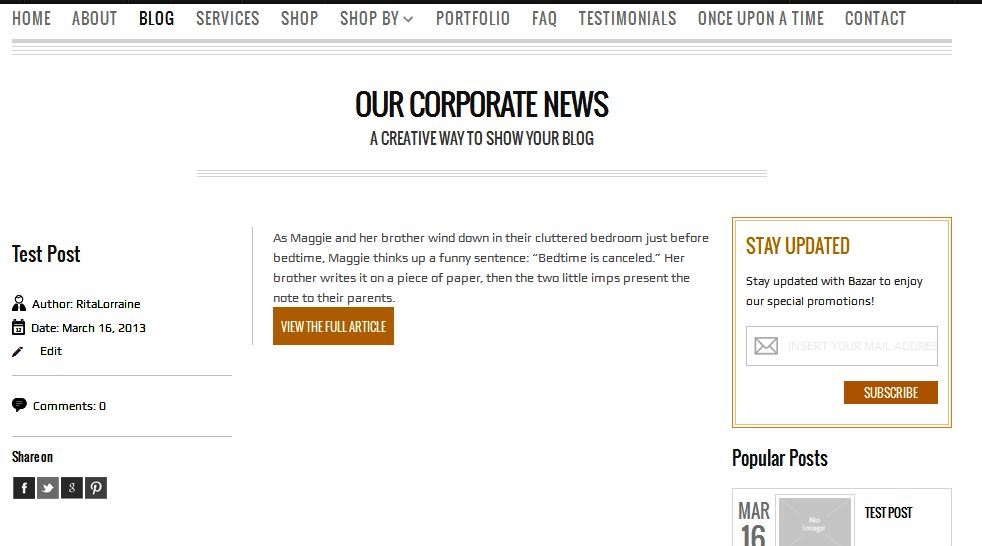 HOME ABOUT BLOG SERVICES SHOP SHOP BY PORTFOLIO FAQ TESTIMONIALS ONCE UPON A TIME CONTACT
OUR CORPORATE NEWS
A CREATIVE WAY TO SHOW YOUR BLOG
Test Post
Author: RitaLorraine
Date: March 16, 2013
Edit
Comments: 0
Share on
As Maggie and her brother wind down in their cluttered bedroom just before
bedtime, Maggie thinks up a funny sentence: “Bedtime is canceled.” Her
brother writes it on a piece of paper, then the two little imps present the
note to their parents.
VIEW THE FULL ARTICLE
STAY UPDATED
Stay updated with Bazar to enjoy
our special promotions!
INSERT YOUR MAIL ADDRES
SUBSCRIBE
Popular Posts
MAR
16
No
image
TEST POST